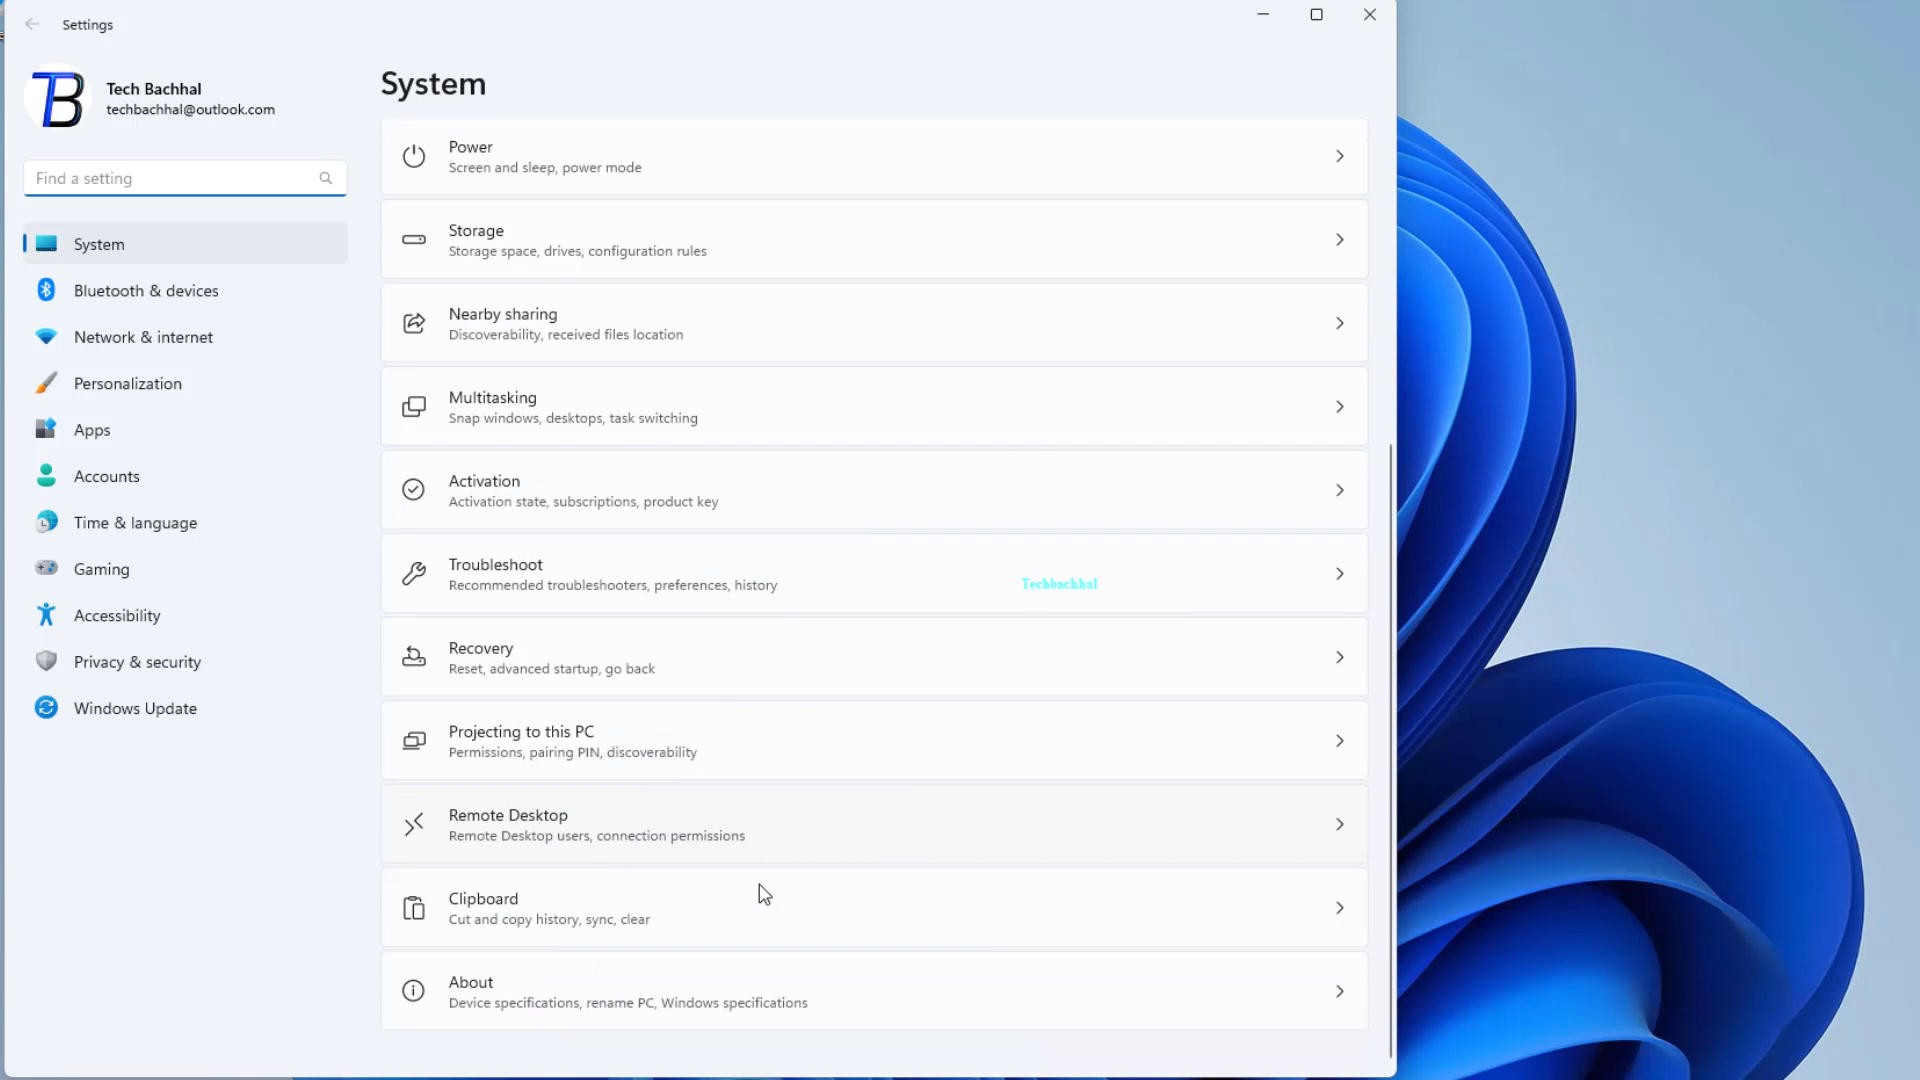 Settings
Tech Bachhal
techbachhal@outlook.com
Find a setting
System
Bluetooth & devices
Network & internet
Personalization
Apps
Accounts
Time & language
Gaming
Accessibility
Privacy & security
Windows Update
System
Power
Screen and sleep, power mode
Storage
Storage space, drives, configuration rules
Nearby sharing
Discoverability, received files location
Multitasking
Snap windows, desktops, task switching
Activation
Activation state, subscriptions, product key
Troubleshoot
Recommended troubleshooters, preferences, history
Techbachhal
Recovery
Reset, advanced startup, go back
Projecting to this PC
Permissions, pairing PIN, discoverability
Remote Desktop
Remote Desktop users, connection permissions
Clipboard
Cut and copy history, sync, clear
About
Device specifications, rename PC, Windows specifications